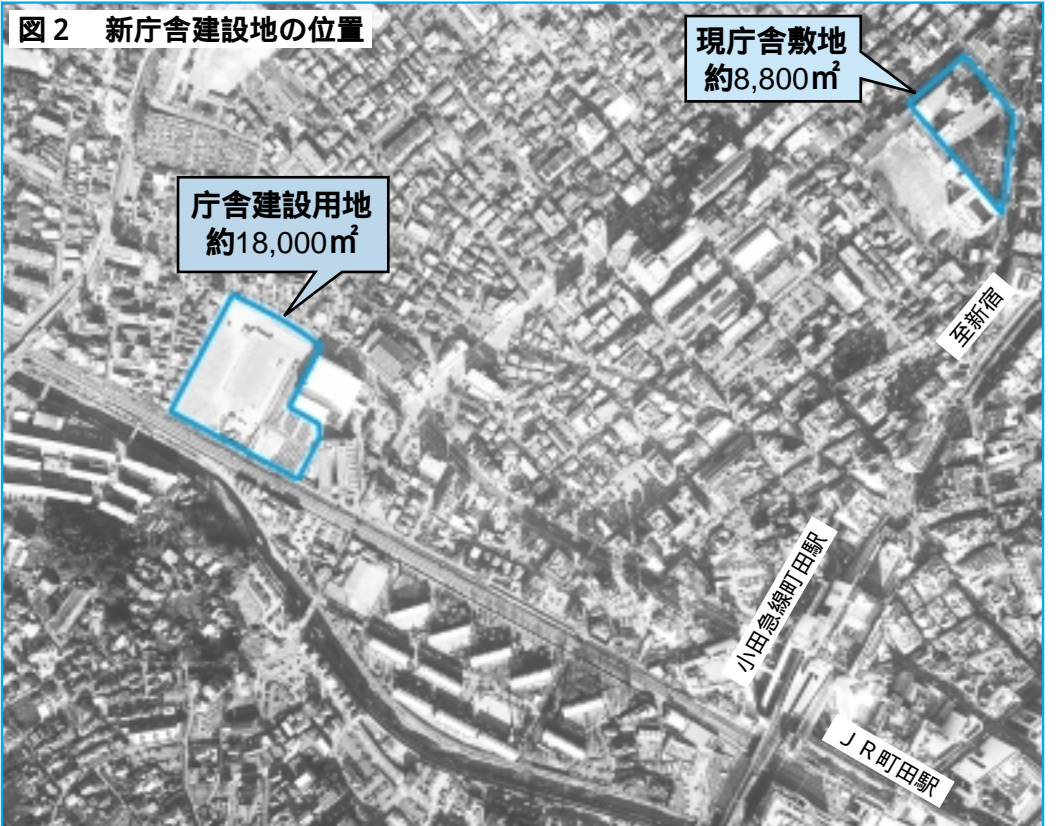 図2 新庁舎建設地の位置
現庁舎敷地
約8,800㎡
庁舎建設用地
約18,000㎡
至新宿
小田急線町田駅
JR町田駅